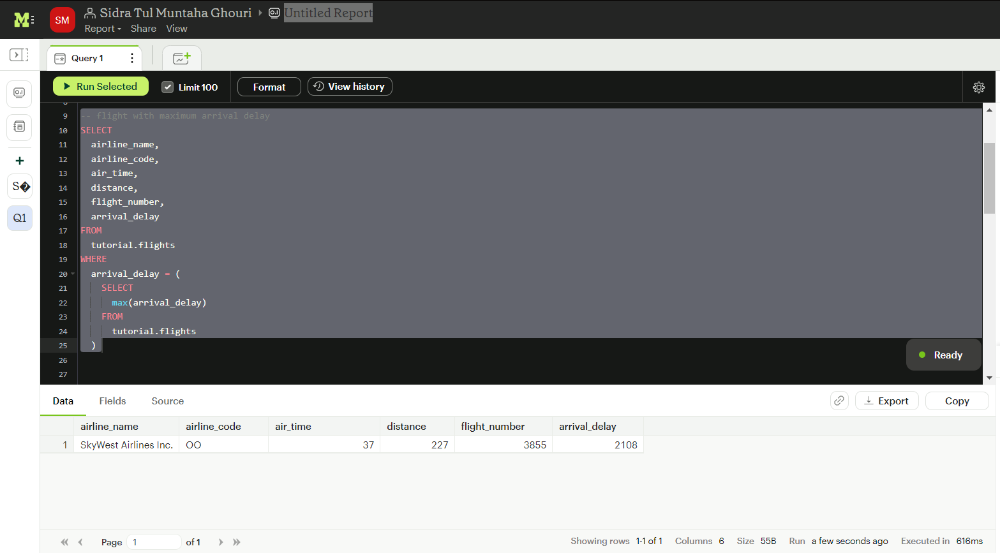 M
SM
Sidra Tul Muntaha Ghouri
Untitled Report
Report
Share
View
Query 1
Run Selected
Limit 100
Format
View history
9 -- flight with maximum arrival delay
10 SELECT
11 airline_name,
12 airline_code,
13 air_time,
14 distance,
15 flight_number,
16 arrival_delay
17 FROM
18 tutorial.flights
19 WHERE
20 arrival_delay = (
21 SELECT
22 max(arrival_delay)
23 FROM
24 tutorial.flights
25 )
26
27
S�
Q1
Ready
Data Fields Source
Export Copy
airline_name airline_code air_time distance flight_number arrival_delay
1 SkyWest Airlines Inc. OO 37 227 3855 2108
Page 1 of 1
Showing rows 1-1 of 1 Columns 6 Size 55B Run a few seconds ago Executed in 616ms